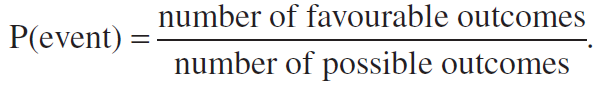 P(event) = number of favourable outcomes
number of possible outcomes.